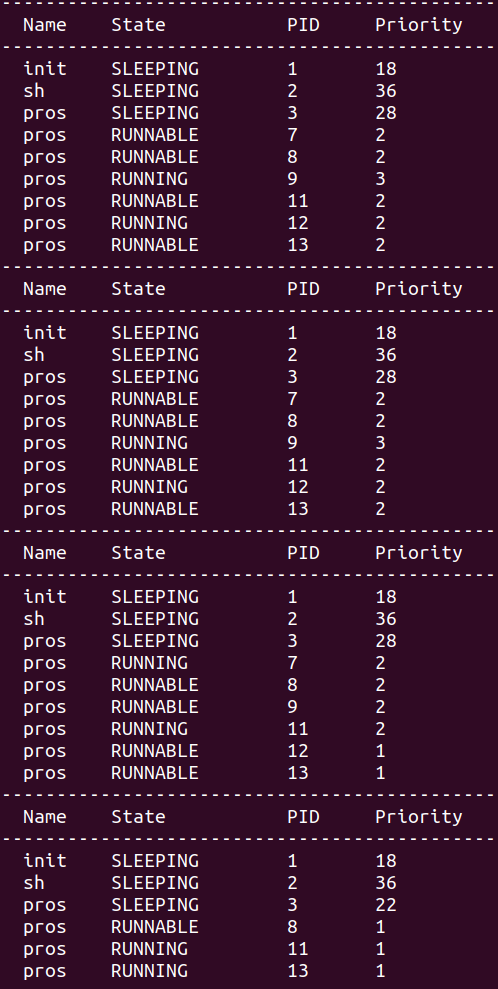 Name State PID Priority
init SLEEPING 1 18
sh SLEEPING 2 36
pros SLEEPING 3 28
pros RUNNABLE 7 2
pros RUNNABLE 8 2
pros RUNNING 9 3
pros RUNNABLE 11 2
pros RUNNING 12 2
pros RUNNABLE 13 2
Name State PID Priority
init SLEEPING 1 18
sh SLEEPING 2 36
pros SLEEPING 3 28
pros RUNNABLE 7 2
pros RUNNABLE 8 2
pros RUNNING 9 3
pros RUNNABLE 11 2
pros RUNNING 12 2
pros RUNNABLE 13 2
Name State PID Priority
init SLEEPING 1 18
sh SLEEPING 2 36
pros SLEEPING 3 28
pros RUNNING 7 2
pros RUNNABLE 8 2
pros RUNNABLE 9 2
pros RUNNING 11 2
pros RUNNABLE 12 1
pros RUNNABLE 13 1
Name State PID Priority
init SLEEPING 1 18
sh SLEEPING 2 36
pros SLEEPING 3 22
pros RUNNABLE 8 1
pros RUNNING 11 1
pros RUNNING 13 1